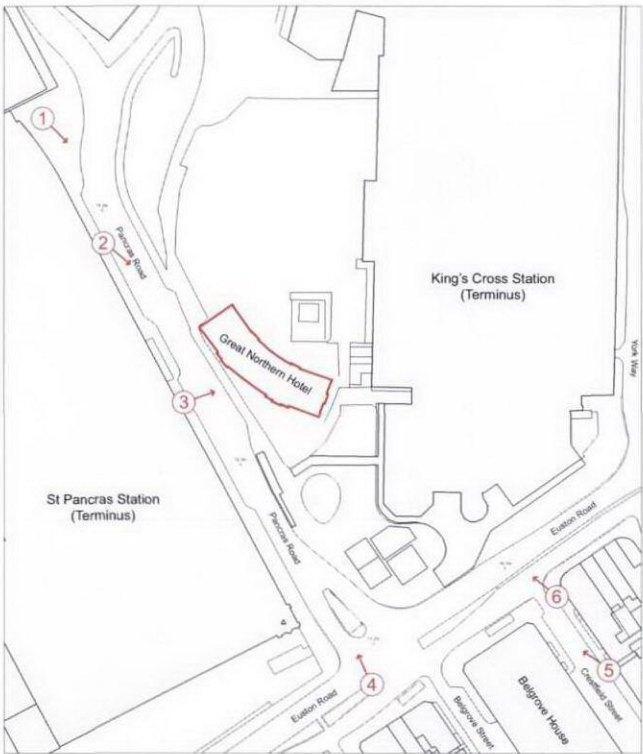 1
Pancras Road
2
King's Cross Station
(Terminus)
Great Northern Hotel
York Way
3
St Pancras Station
(Terminus)
Pancras Road
Euston Road
6
5
Crestfield Street
4
Belgrove House
Euston Road
Belgrove Street